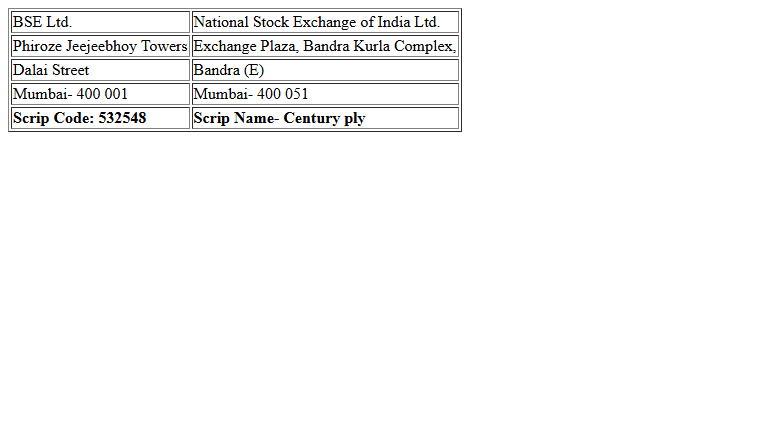 BSE Ltd. National Stock Exchange of India Ltd.
Phiroze Jeejeebhoy Towers Exchange Plaza, Bandra Kurla Complex,
Dalai Street Bandra (E)
Mumbai- 400 001 Mumbai- 400 051
Scrip Code: 532548 Scrip Name- Century ply